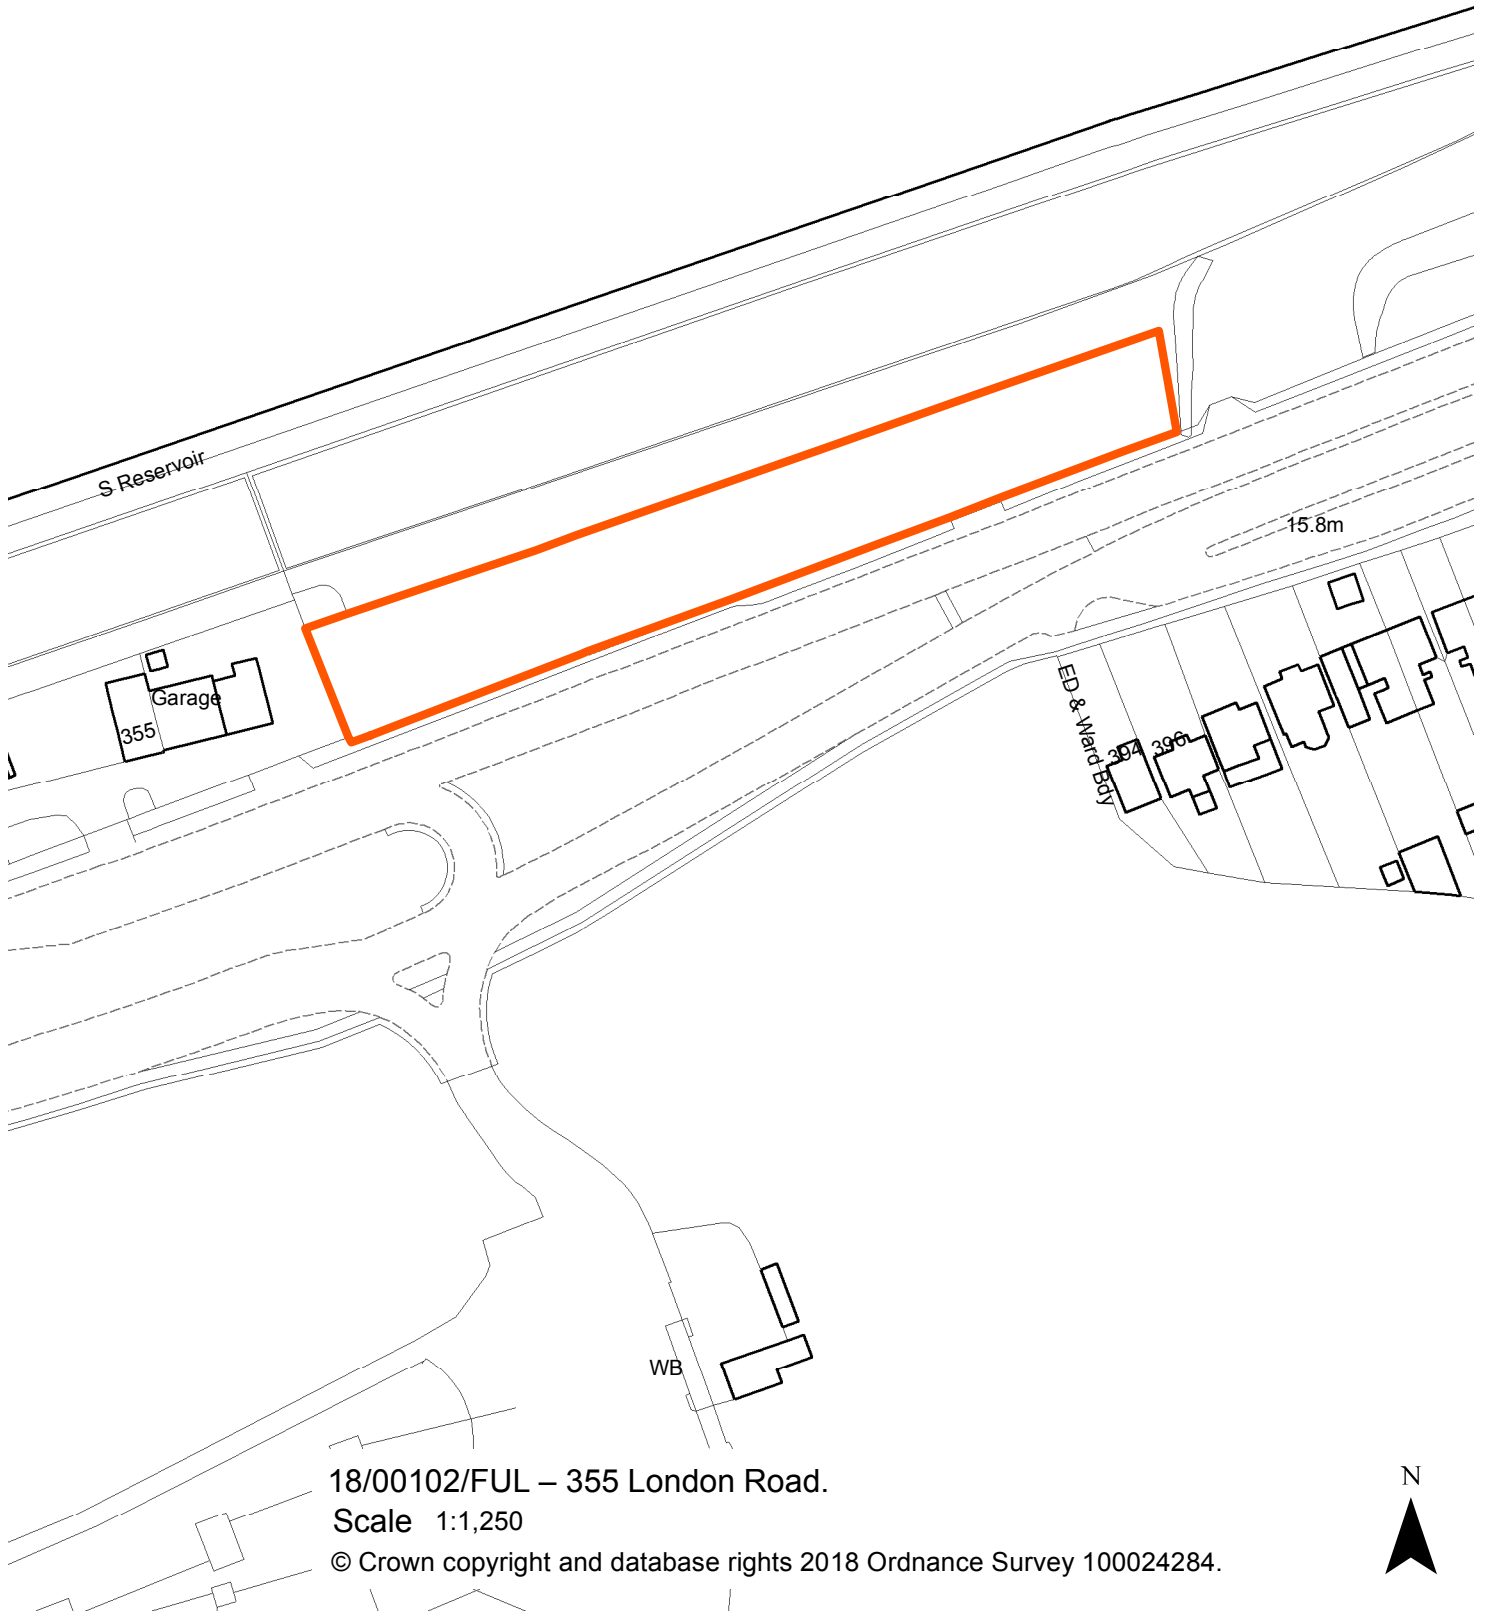 S Reservoir
15.8m
Garage
355
ED & Ward Bdy
394
396
WB
18/00102/FUL – 355 London Road.
Scale 1:1,250
© Crown copyright and database rights 2018 Ordnance Survey 100024284.
N